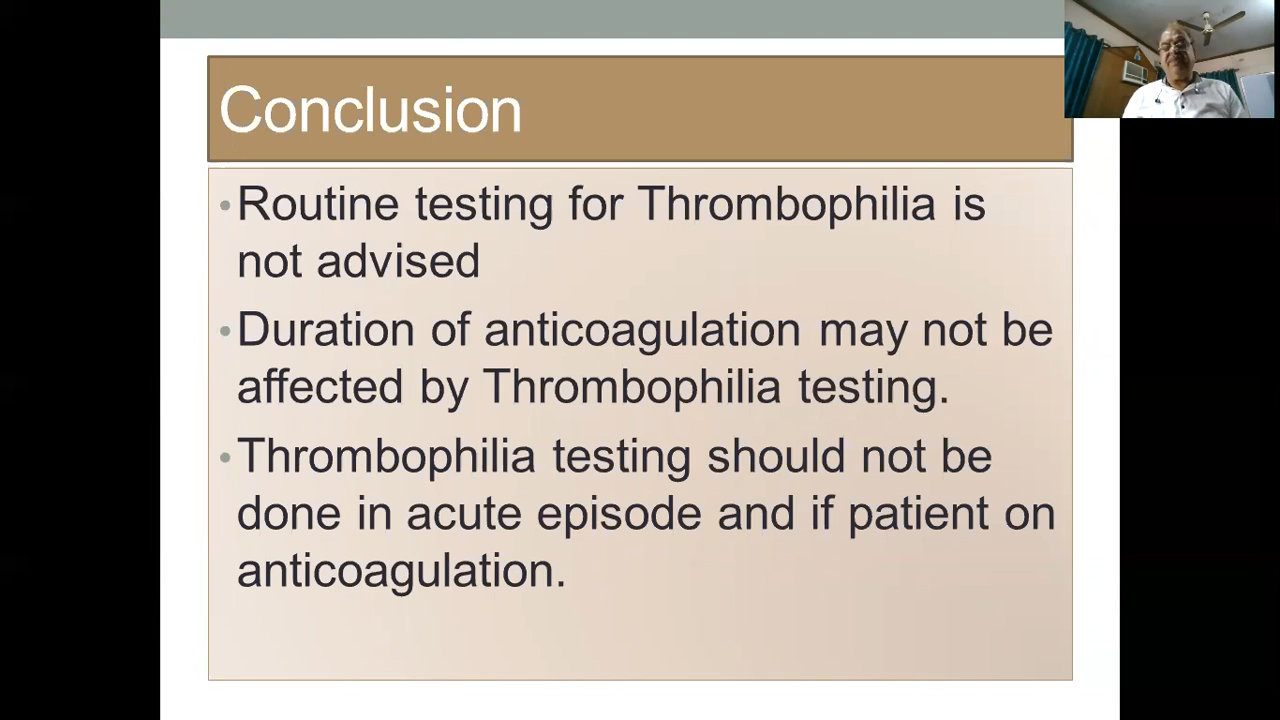 Conclusion
•Routine testing for Thrombophilia is
not advised
•Duration of anticoagulation may not be
affected by Thrombophilia testing.
•Thrombophilia testing should not be
done in acute episode and if patient on
anticoagulation.